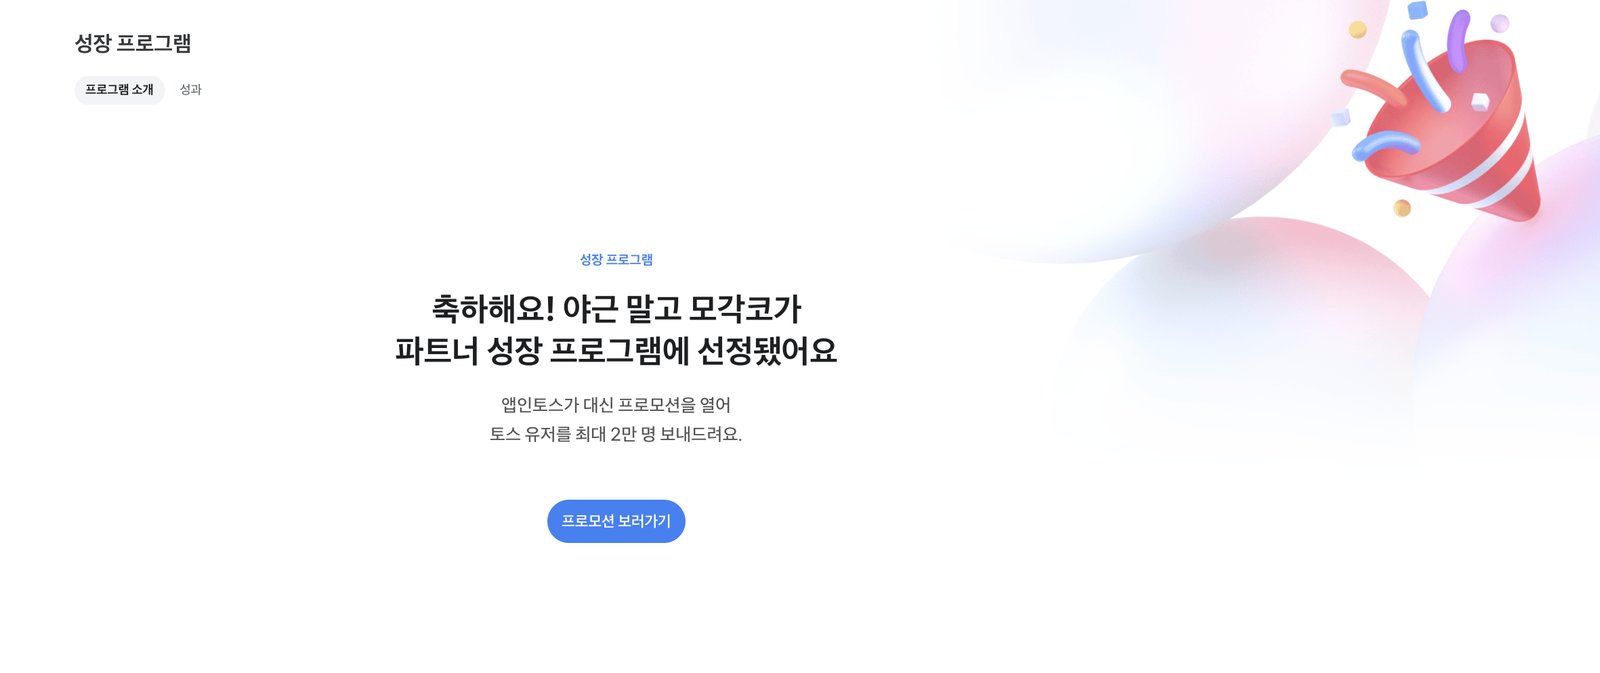 성장 프로그램
프로그램 소개 성과
성장 프로그램
축하해요! 야근 말고 모각코가
파트너 성장 프로그램에 선정됐어요
앱인토스가 대신 프로모션을 열어
토스 유저를 최대 2만 명 보내드려요.
프로모션 보러가기